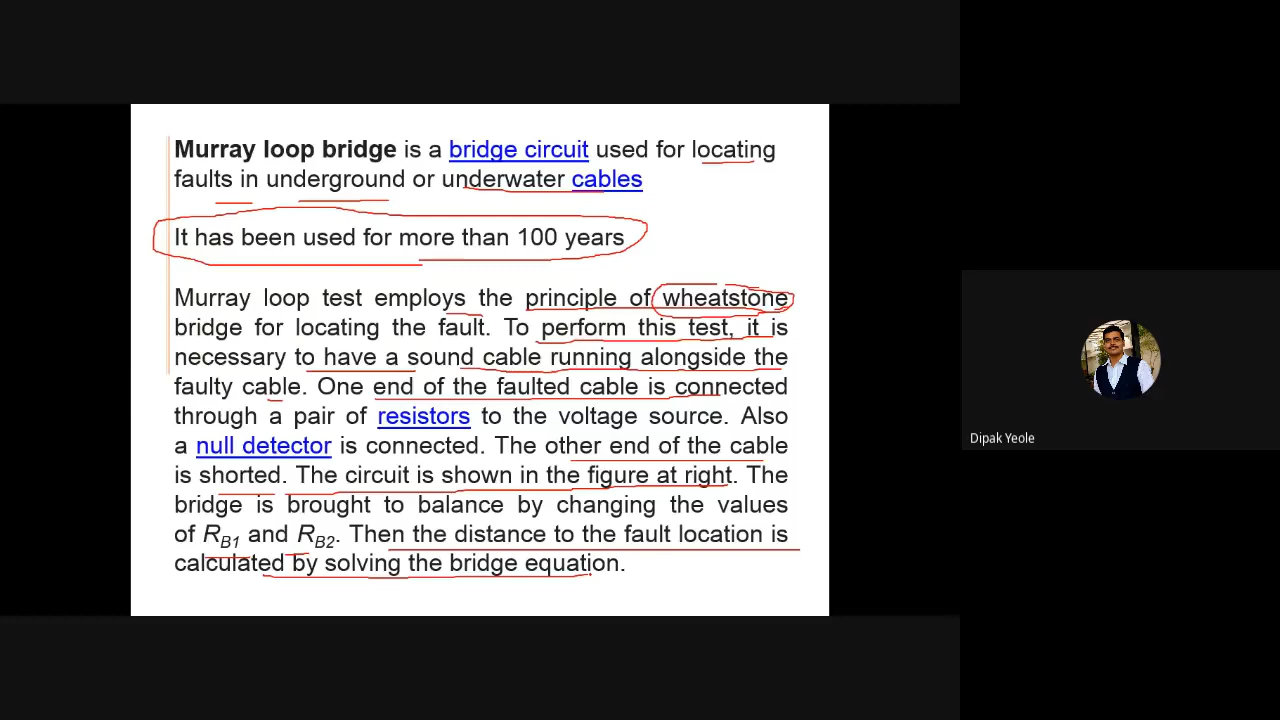 Murray loop bridge is a bridge circuit used for locating
faults in underground or underwater cables
It has been used for more than 100 years
Murray loop test employs the principle of wheatstone
bridge for locating the fault. To perform this test, it is
necessary to have a sound cable running alongside the
faulty cable. One end of the faulted cable is connected
through a pair of resistors to the voltage source. Also
a null detector is connected. The other end of the cable
is shorted. The circuit is shown in the figure at right. The
bridge is brought to balance by changing the values
of RB1 and RB2. Then the distance to the fault location is
calculated by solving the bridge equation.
Dipak Yeole